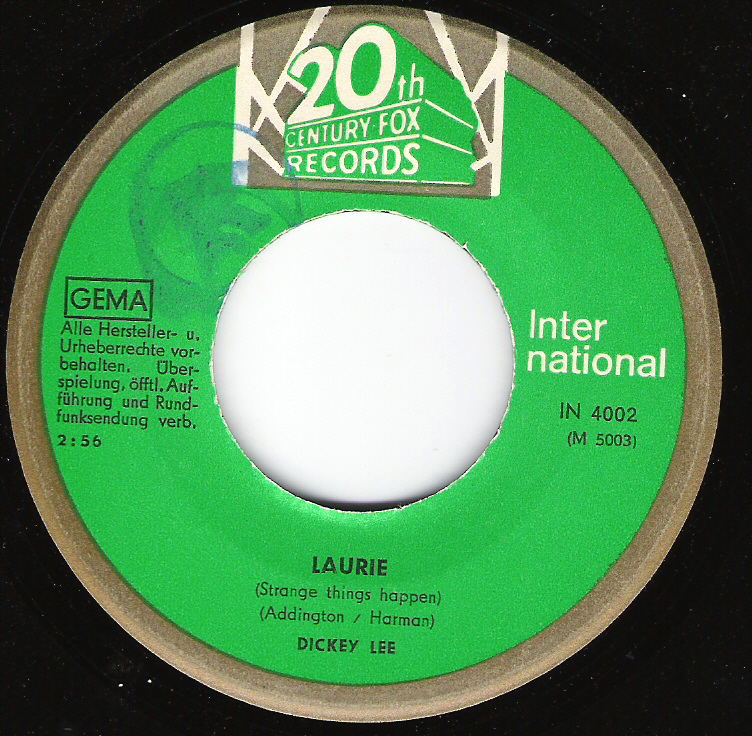 20th
CENTURY FOX
RECORDS
GEMA
Alle Hersteller- u.
Urheberrechte vor-
behalten. Über-
spielung, öfftl. Auf-
führung und Rund-
funksendung verb.
2:56
Inter
national
IN 4002
(M 5003)
LAURIE
(Strange things happen)
(Addington / Harman)
DICKEY LEE